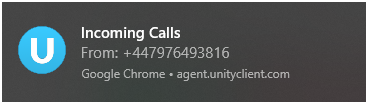 U
Incoming Calls
From: +447976493816
Google Chrome • agent.unityclient.com